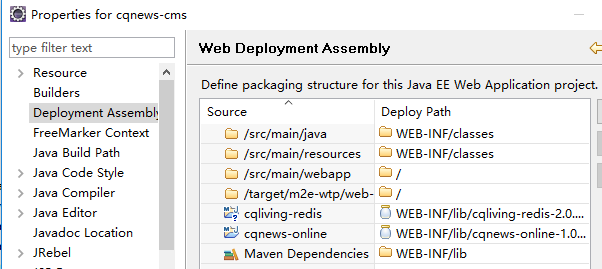 Properties for cqnews-cms
type filter text
Resource
Builders
Deployment Assembly
FreeMarker Context
Java Build Path
Java Code Style
Java Compiler
Java Editor
Javadoc Location
JRebel
Web Deployment Assembly
Define packaging structure for this Java EE Web Application project.
Source Deploy Path
/src/main/java WEB-INF/classes
/src/main/resources WEB-INF/classes
/src/main/webapp /
/target/m2e-wtp/web- /
cqliving-redis WEB-INF/lib/cqliving-redis-2.0....
cqnews-online WEB-INF/lib/cqnews-online-1.0...
Maven Dependencies WEB-INF/lib